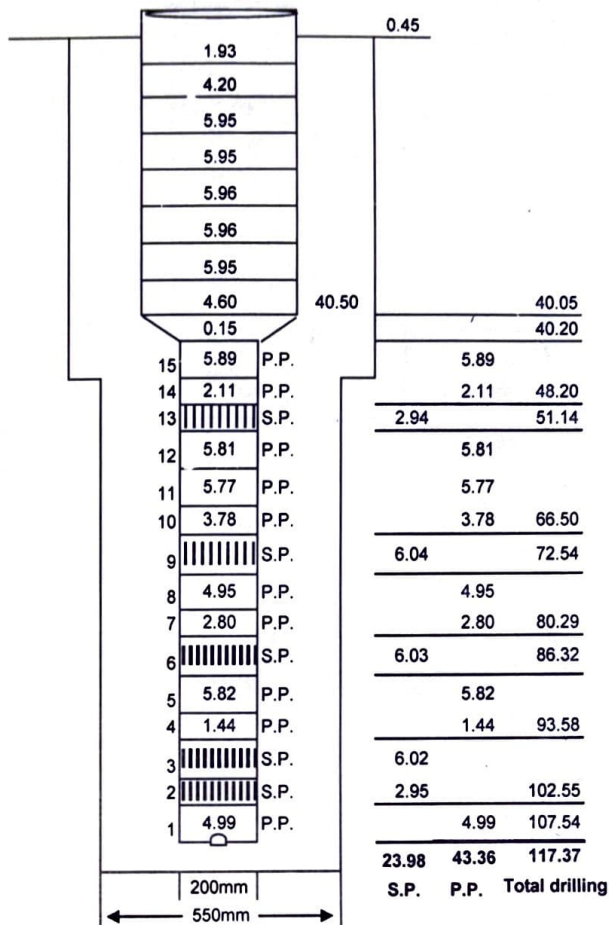 0.45
1.93
4.20
5.95
5.95
5.96
5.96
5.95
4.60 40.50 40.05
0.15 40.20
15 5.89 P.P. 5.89
14 2.11 P.P. 2.11 48.20
13 S.P. 2.94 51.14
12 5.81 P.P. 5.81
11 5.77 P.P. 5.77
10 3.78 P.P. 3.78 66.50
9 S.P. 6.04 72.54
8 4.95 P.P. 4.95
7 2.80 P.P. 2.80 80.29
6 S.P. 6.03 86.32
5 5.82 P.P. 5.82
4 1.44 P.P. 1.44 93.58
3 S.P. 6.02
2 S.P. 2.95 102.55
1 4.99 P.P. 4.99 107.54
23.98 43.36 117.37
200mm S.P. P.P. Total drilling
550mm